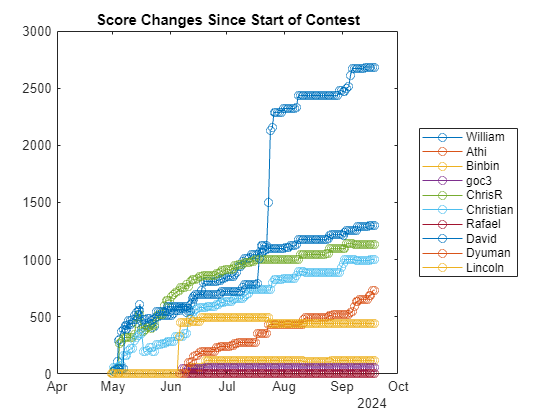 Score Changes Since Start of Contest
3000
2500
2000
1500
1000
500
0
Apr May Jun Jul Aug Sep Oct
2024
William
Athi
Binbin
goc3
ChrisR
Christian
Rafael
David
Dyuman
Lincoln